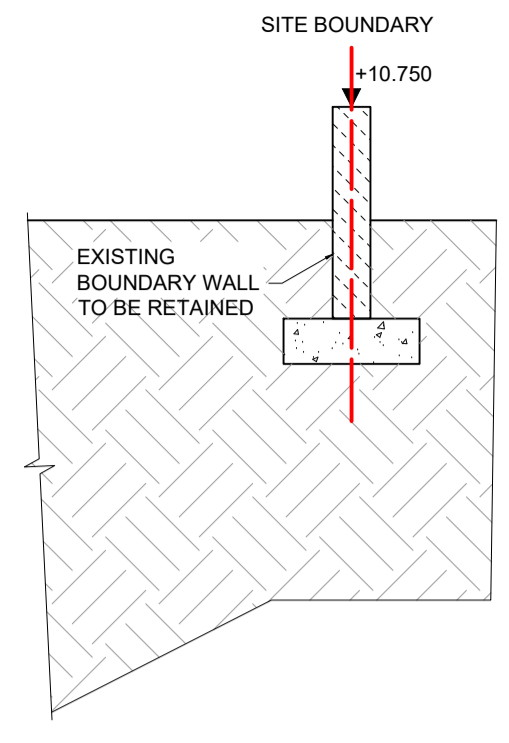 SITE BOUNDARY
+10.750
EXISTING
BOUNDARY WALL
TO BE RETAINED